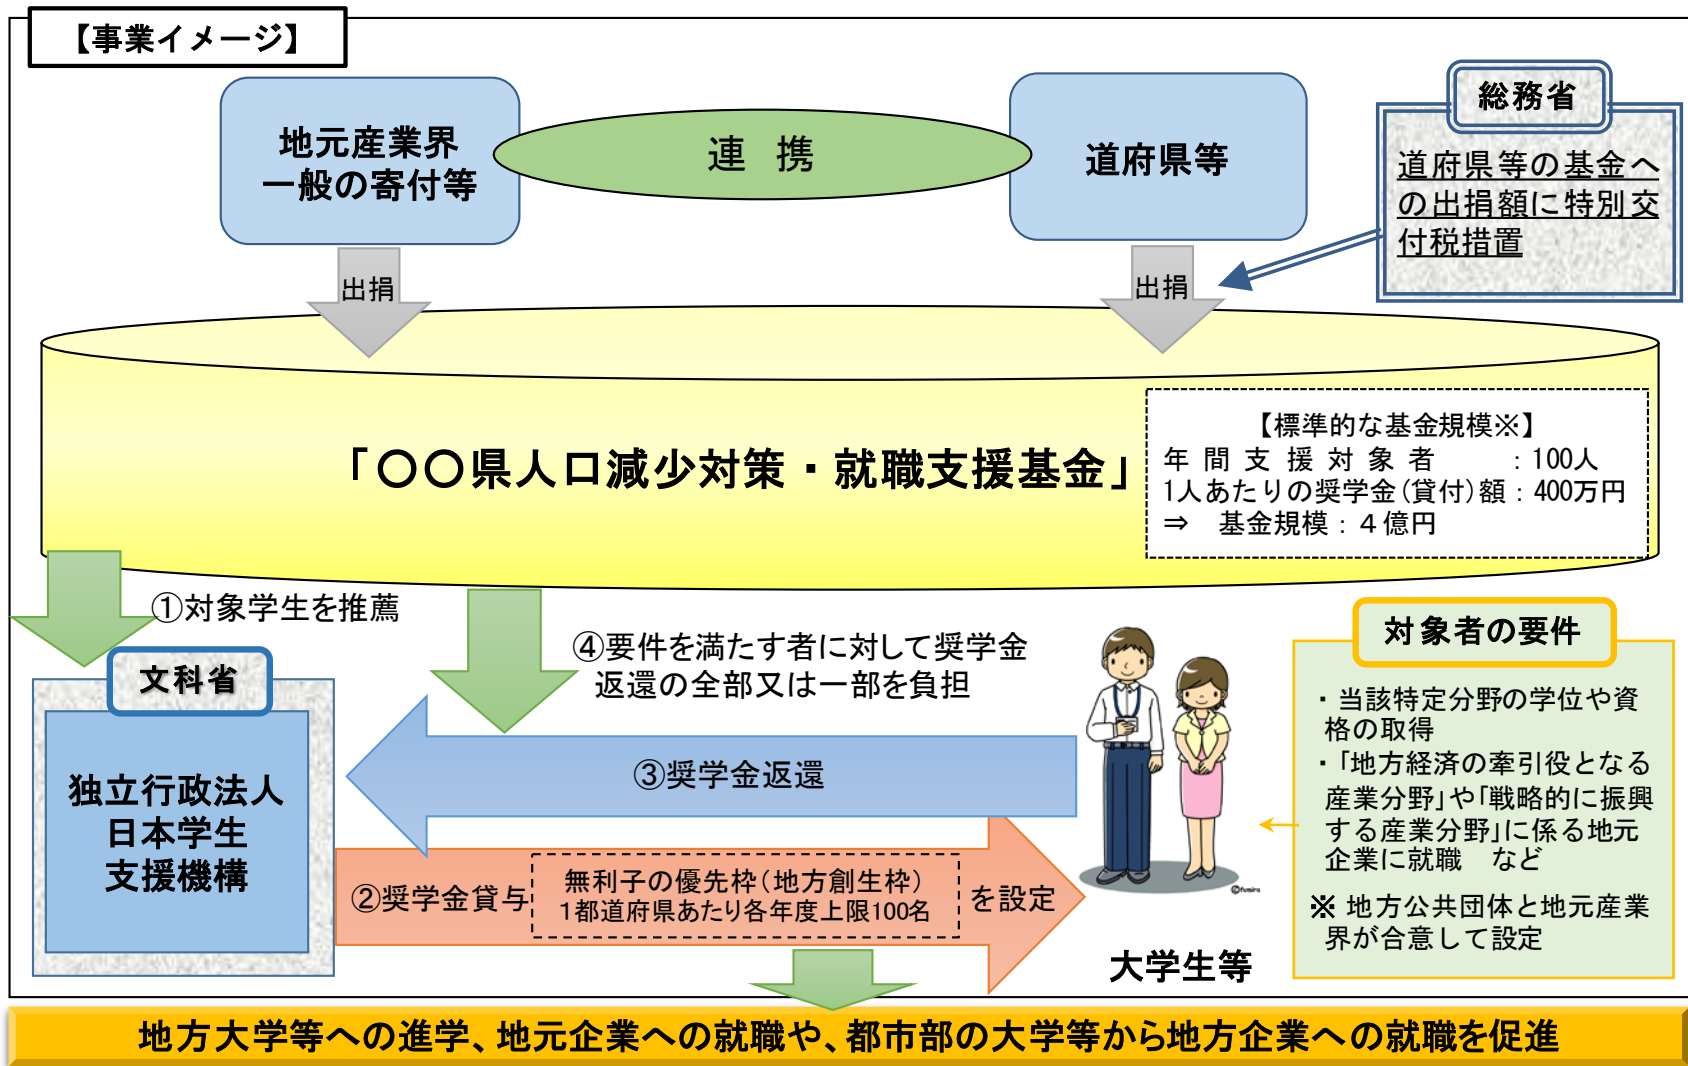 【事業イメージ】
地元産業界
一般の寄付等
連 携
道府県等
総務省
道府県等の基金へ
の出捐額に特別交
付税措置
出捐
出捐
「○○県人口減少対策・就職支援基金」
【標準的な基金規模※】
年間支援対象者 ：100人
1人あたりの奨学金（貸付）額：400万円
⇒ 基金規模：４億円
①対象学生を推薦
④要件を満たす者に対して奨学金
返還の全部又は一部を負担
文科省
独立行政法人
日本学生
支援機構
③奨学金返還
②奨学金貸与
無利子の優先枠（地方創生枠）
1都道府県あたり各年度上限100名
を設定
©fumira
大学生等
対象者の要件
・当該特定分野の学位や資
格の取得
・「地方経済の牽引役となる
産業分野」や「戦略的に振興
する産業分野」に係る地元
企業に就職 など
※ 地方公共団体と地元産業
界が合意して設定
地方大学等への進学、地元企業への就職や、都市部の大学等から地方企業への就職を促進